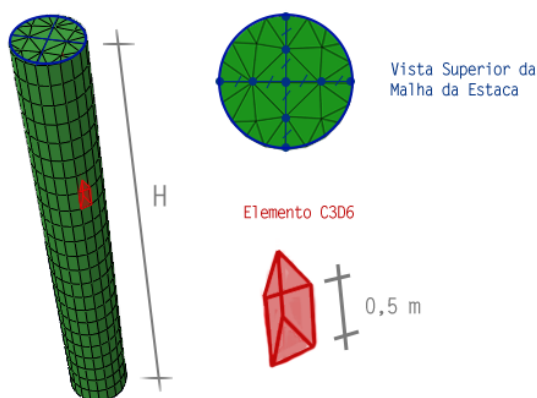 Vista Superior da
Malha da Estaca
H
Elemento C3D6
0,5 m